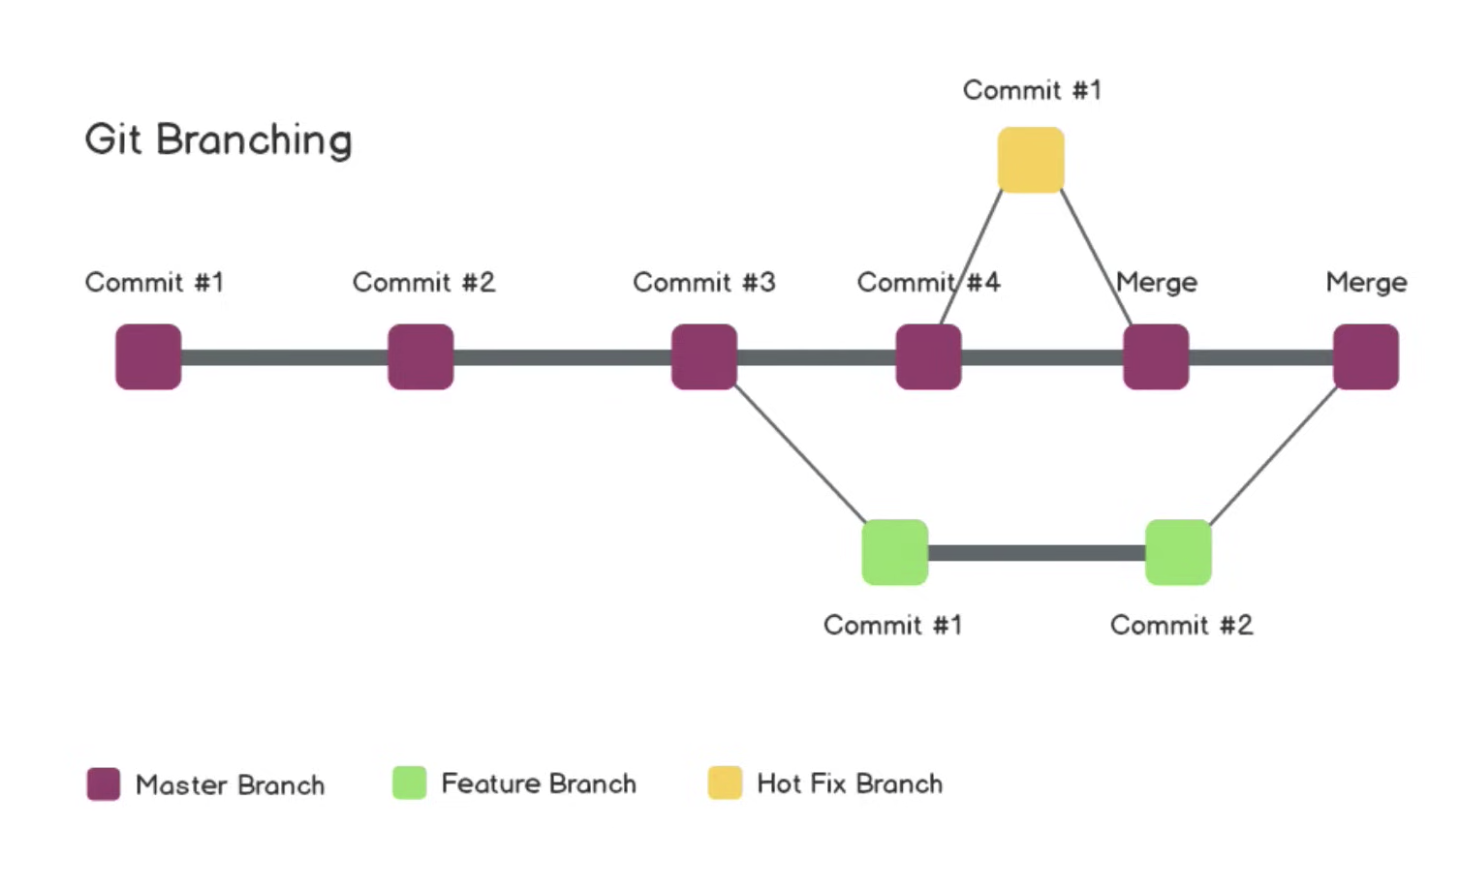 Git Branching
Commit #1
Commit #1
Commit #2
Commit #3
Commit #4
Merge
Merge
Commit #1
Commit #2
Master Branch
Feature Branch
Hot Fix Branch